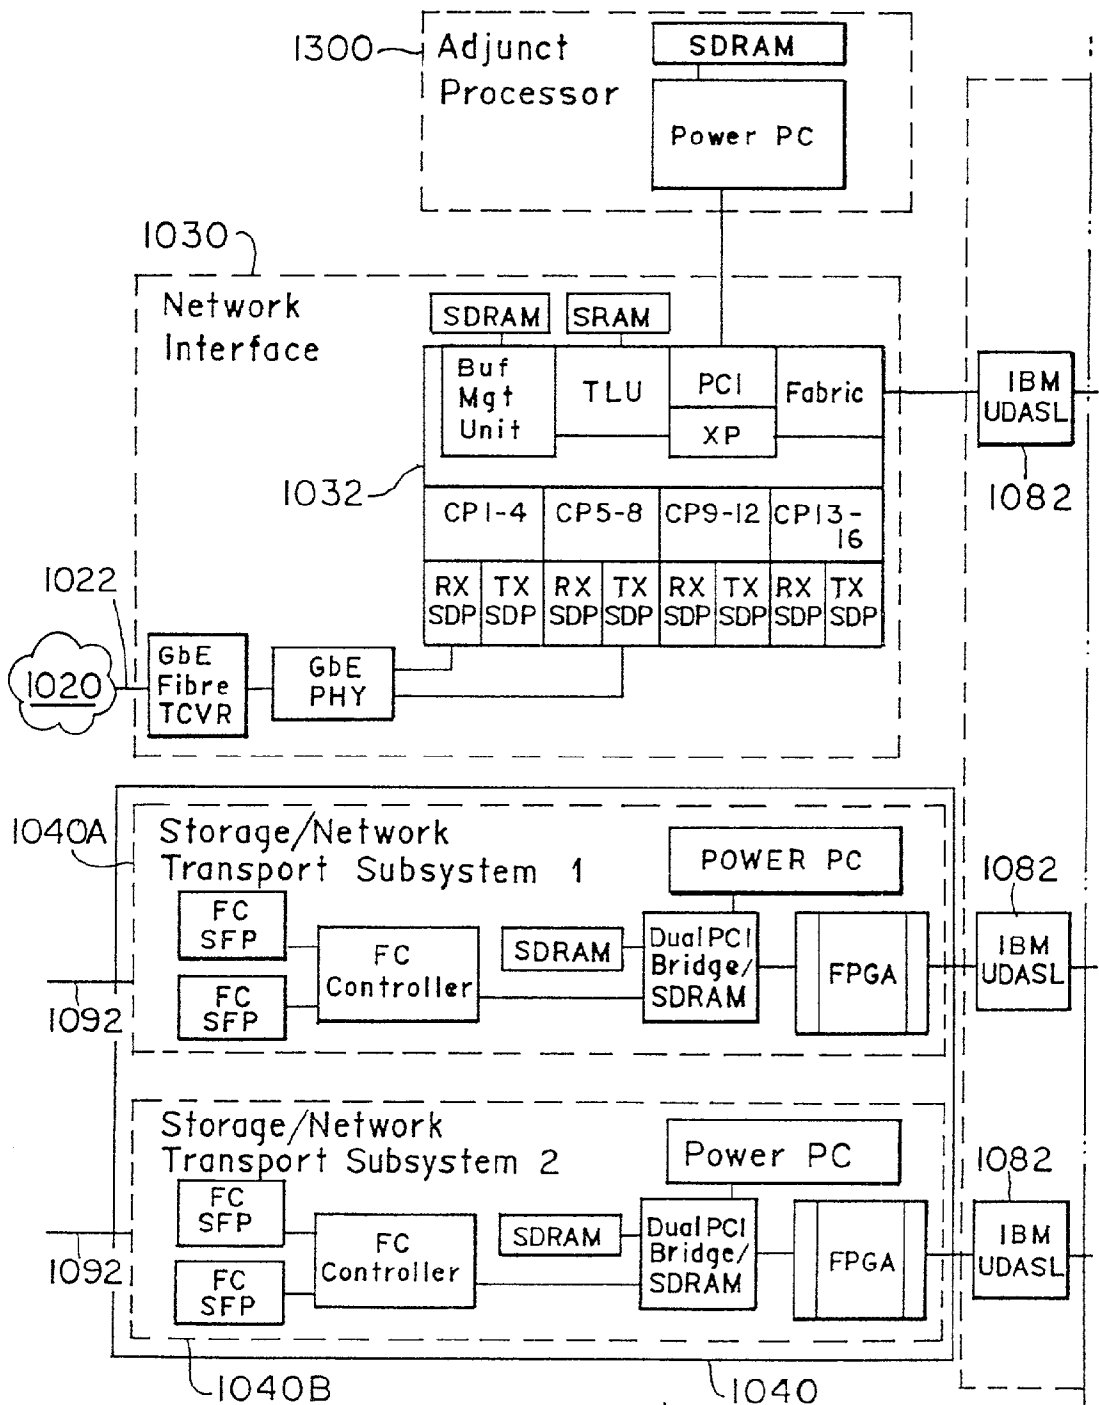 1300
Adjunct
Processor
SDRAM
Power PC
1030
Network
Interface
SDRAM
SRAM
Buf
Mgt
Unit
TLU
PCI
XP
Fabric
IBM
UDASL
1082
1032
CP1-4
CP5-8
CP9-12
CP13-
16
RX
SDP
TX
SDP
RX
SDP
TX
SDP
RX
SDP
TX
SDP
RX
SDP
TX
SDP
1022
1020
GbE
Fibre
TCVR
GbE
PHY
1040A
Storage/Network
Transport Subsystem 1
POWER PC
1082
FC
SFP
FC
SFP
FC
Controller
SDRAM
Dual PCI
Bridge/
SDRAM
FPGA
IBM
UDASL
1092
Storage/Network
Transport Subsystem 2
Power PC
1082
FC
SFP
FC
SFP
FC
Controller
SDRAM
Dual PCI
Bridge/
SDRAM
FPGA
IBM
UDASL
1092
1040B
1040